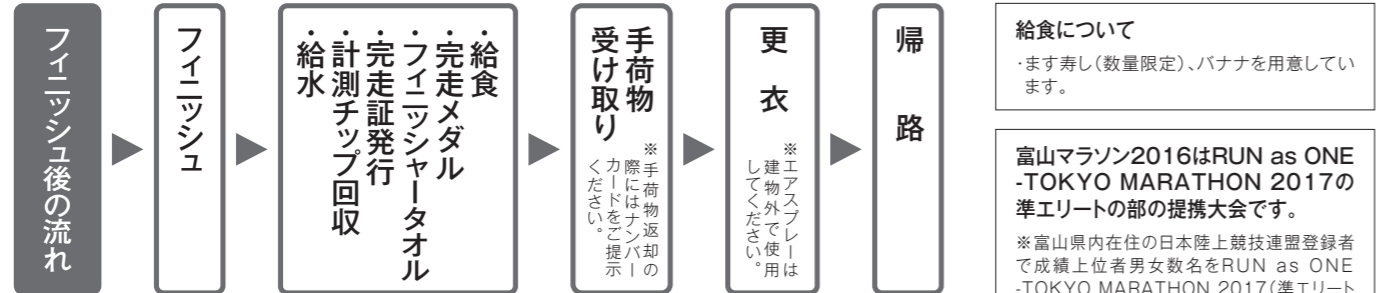 フィニッシュ後の流れ
フィニッシュ
・給食
・完走メダル
・フィニッシャータオル
・完走証発行
・計測チップ回収
・給水
手荷物
受け取り
※手荷物返却の
際にはナンバー
カードをご提示
ください。
更衣
※エアスプレーは
建物外で使用
してください。
帰路
給食について
・ます寿し(数量限定)、バナナを用意してい
ます。
富山マラソン2016はRUN as ONE
-TOKYO MARATHON 2017の
準エリートの部の提携大会です。
※富山県内在住の日本陸上競技連盟登録者
で成績上位者男女数名をRUN as ONE
-TOKYO MARATHON 2017(準エリート